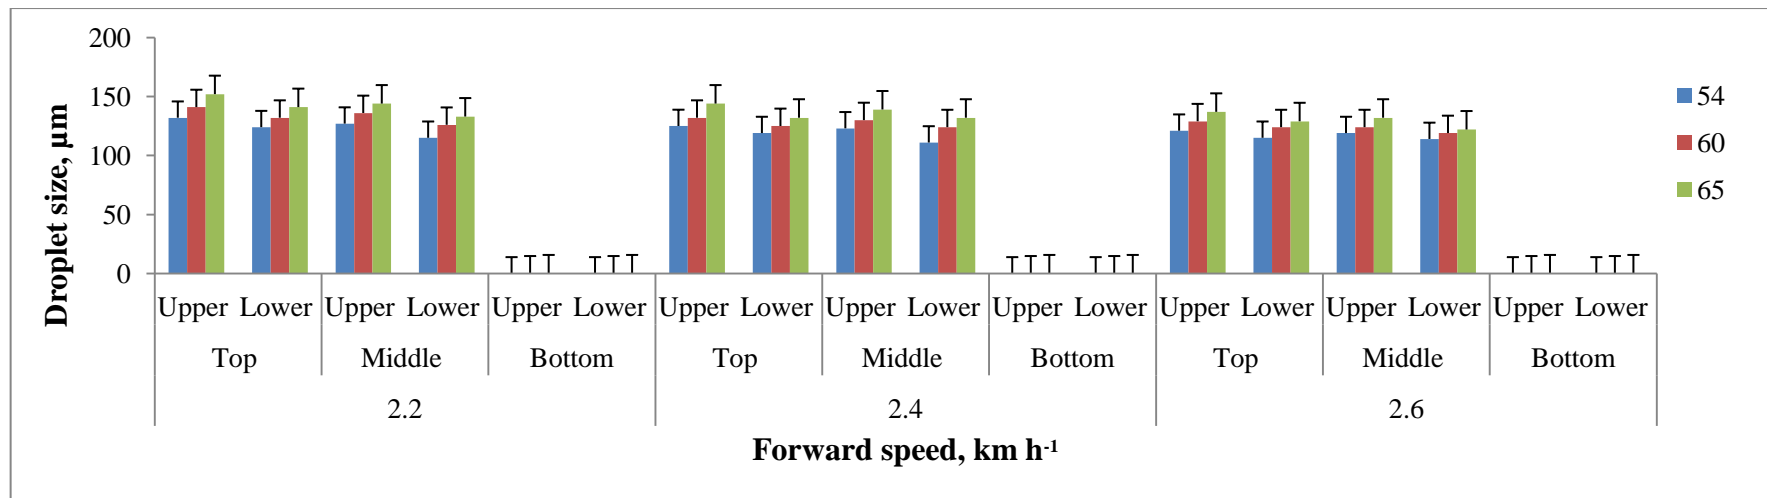 200
150
100
50
0
Droplet size, µm
Upper Lower Upper Lower Upper Lower Upper Lower Upper Lower Upper Lower Upper Lower Upper Lower Upper Lower
Top Middle Bottom Top Middle Bottom Top Middle Bottom
2.2 2.4 2.6
Forward speed, km h-1
54
60
65